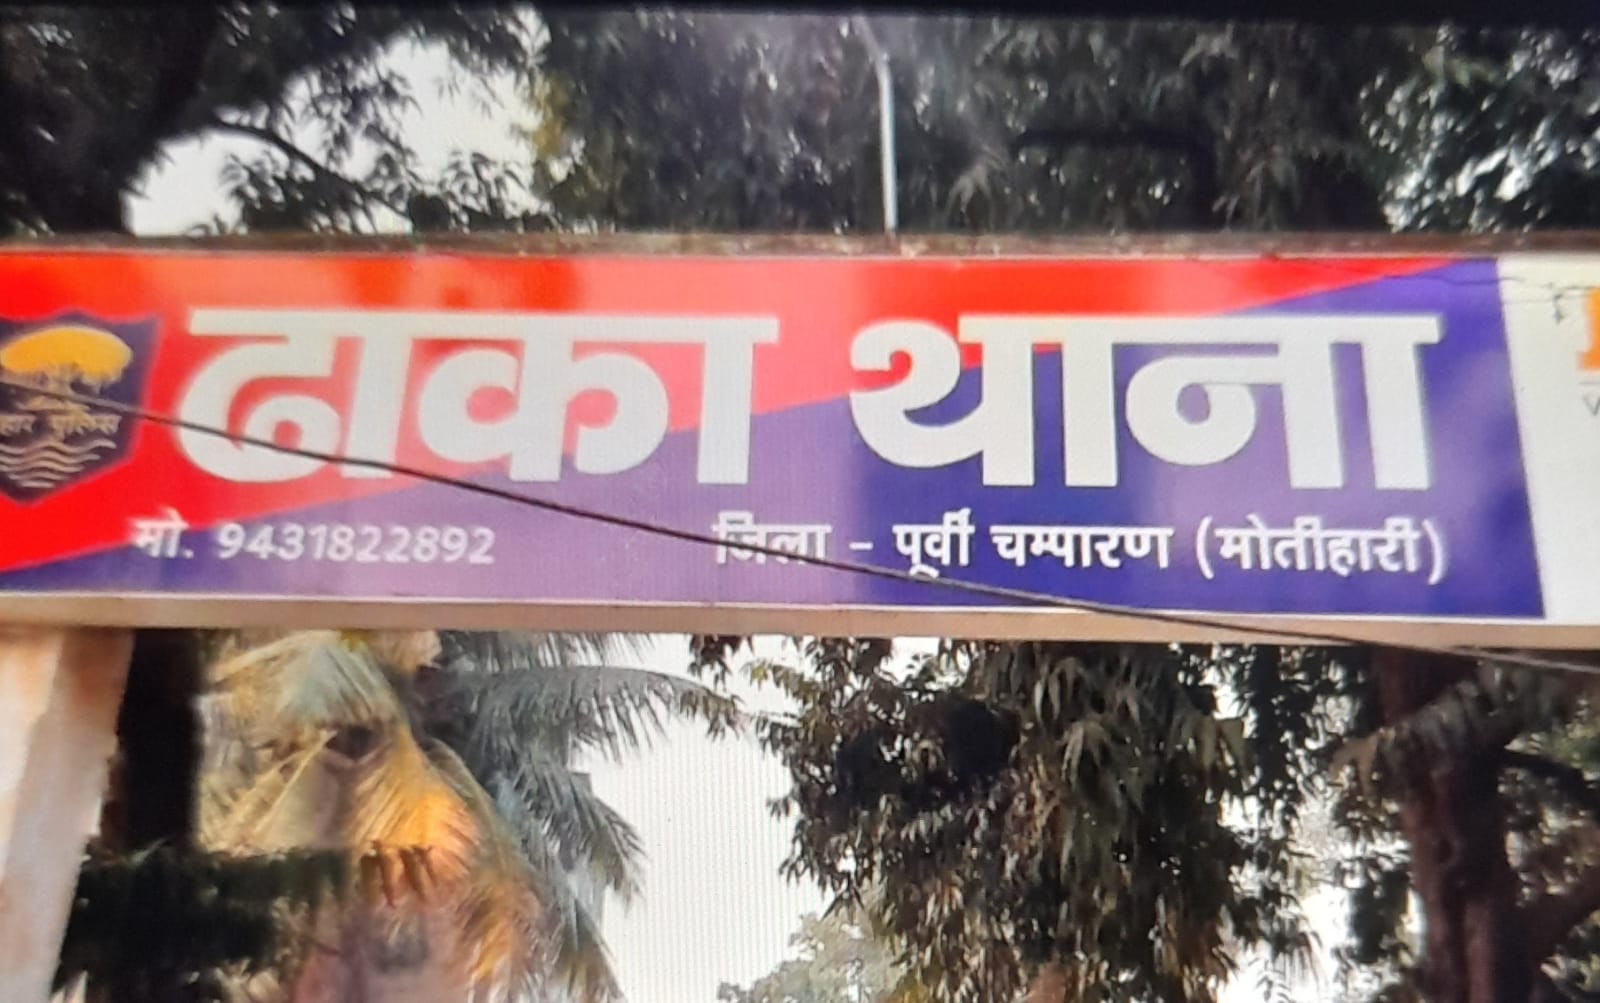 ढाका थाना
पुलिस
मो. 9431822892
जिला - पूर्वी चम्पारण (मोतीहारी)